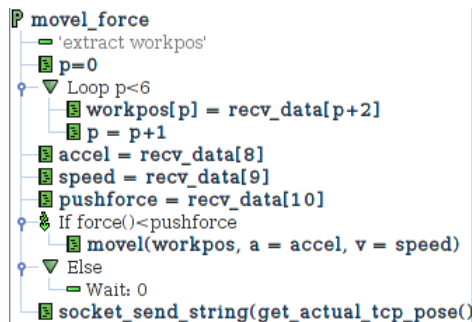 P movel_force
'extract workpos'
p=0
Loop p<6
workpos[p] = recv_data[p+2]
p = p+1
accel = recv_data[8]
speed = recv_data[9]
pushforce = recv_data[10]
If force()<pushforce
movel(workpos, a = accel, v = speed)
Else
Wait: 0
socket_send_string(get_actual_tcp_pose()